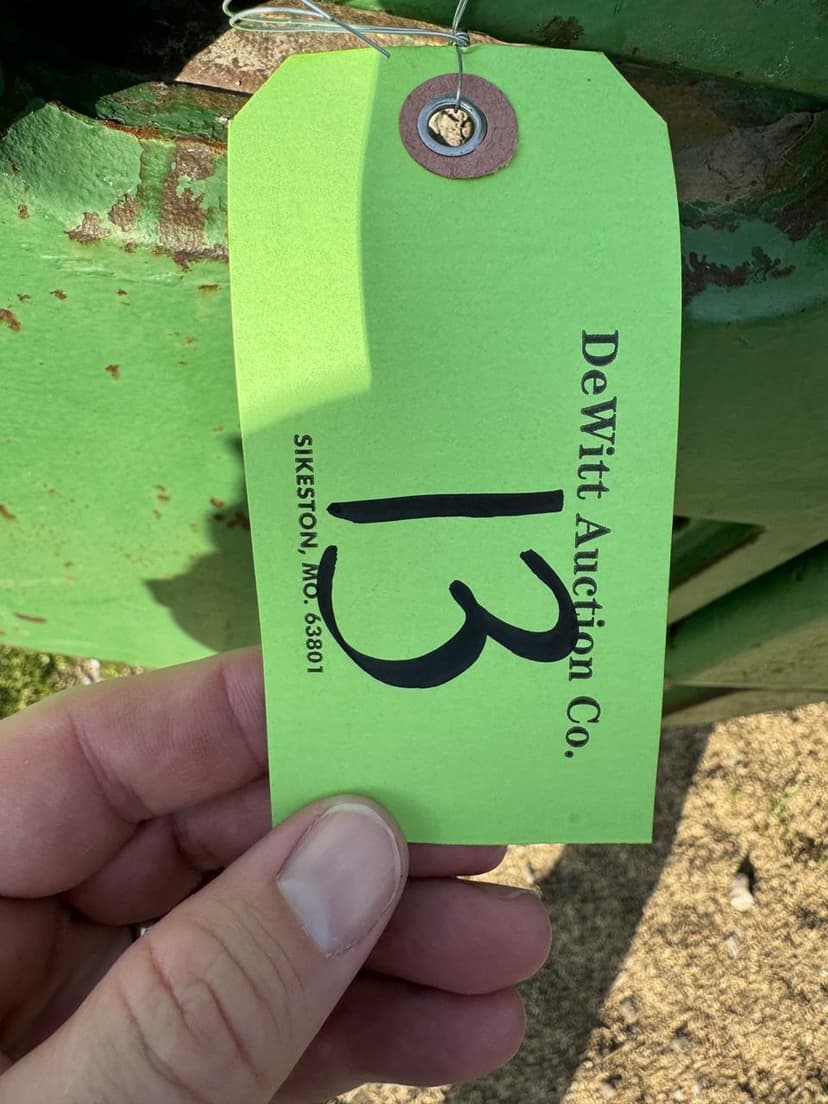 DeWitt Auction Co.
13
SIKESTON, MO. 63801